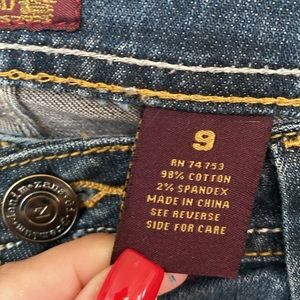 9
RN 74753
98% COTTON
2% SPANDEX
MADE IN CHINA
SEE REVERSE
SIDE FOR CARE